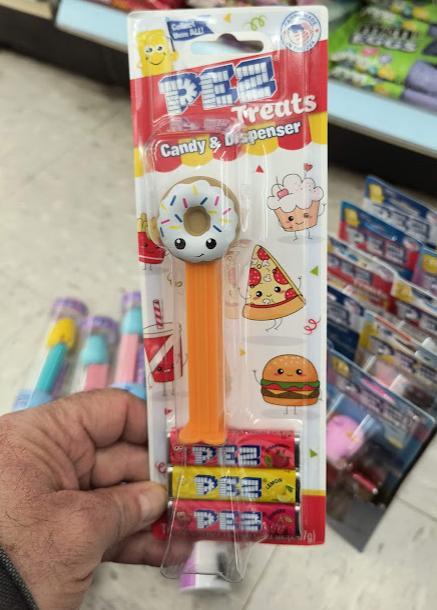 Collect
them ALL!
PEZ
Treats
Candy & Dispenser
PEZ
PEZ LEMON
PEZ